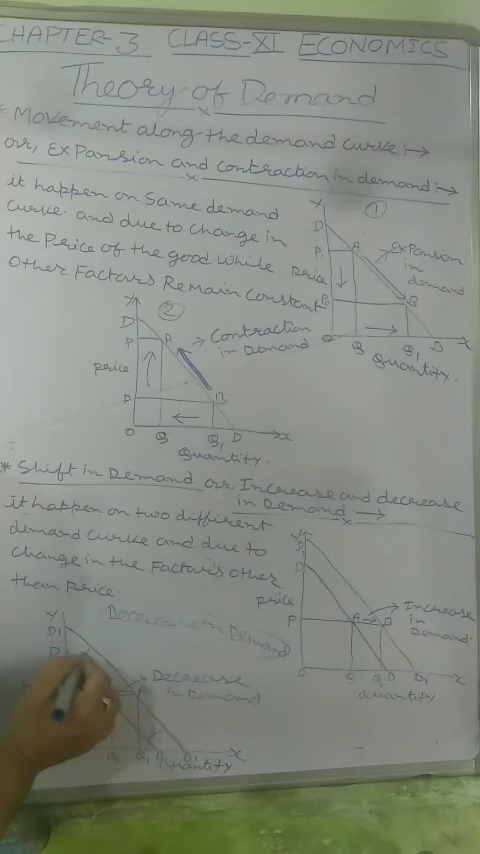 CHAPTER-3 CLASS-XI ECONOMICS
Theory of Demand
* Movement along the demand curve :→
or, Expansion and contraction in demand :→
it happen on Same demand
Curve. and due to change in
the Price of the good while
Other Factors Remain constant
①
Y
D
P1
A
Expansion
in
demand
price
B
O
Q
Q1
D
X
Quantity.
②
Y
D
P
A
Contraction
in Demand
price
P
B
O
Q
Q1
D
X
Quantity.
* Shift in Demand or, Increase and decrease
in Demand :→
it happen on two different
demand curve and due to
change in the Factor's other
than price.
Y
D
price
P
A
B
Increase
in
Demand
O
Q
Q1
D
D1
X
quantity
Decrease in Demand
Y
D1
D
A
Decrease
in Demand
Q
Q1
D
D1
X
Quantity